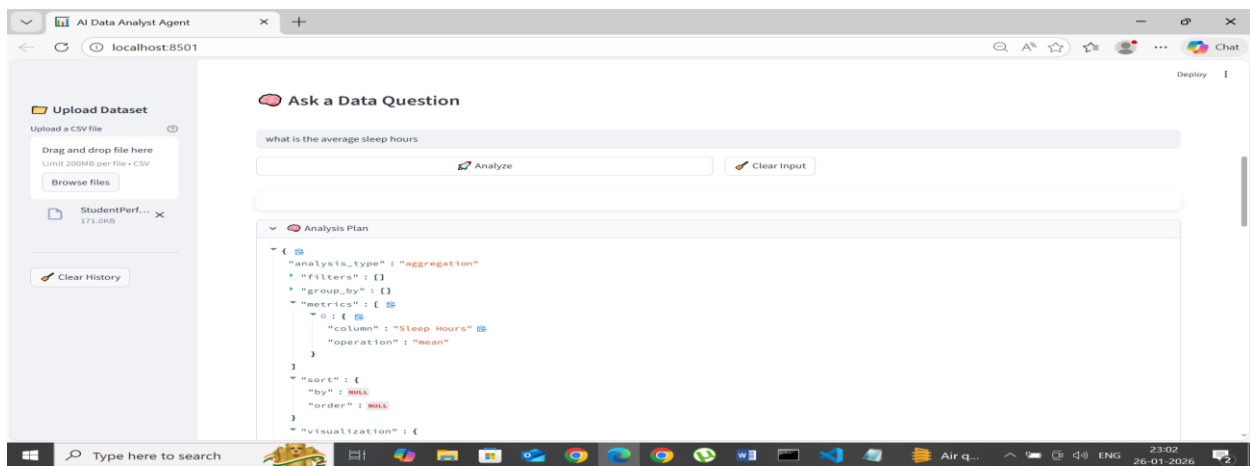 AI Data Analyst Agent
localhost:8501
Chat
Deploy
Upload Dataset
Upload a CSV file
Drag and drop file here
Limit 200MB per file • CSV
Browse files
StudentPerf...
171.0KB
Clear History
Ask a Data Question
what is the average sleep hours
Analyze
Clear Input
Analysis Plan
{
"analysis_type" : "aggregation"
"filters" : []
"group_by" : []
"metrics" : [
0 : {
"column" : "Sleep Hours"
"operation" : "mean"
}
]
"sort" : {
"by" : NULL
"order" : NULL
}
"visualization" : {
Type here to search
Air q...
ENG
23:02
26-01-2026
2